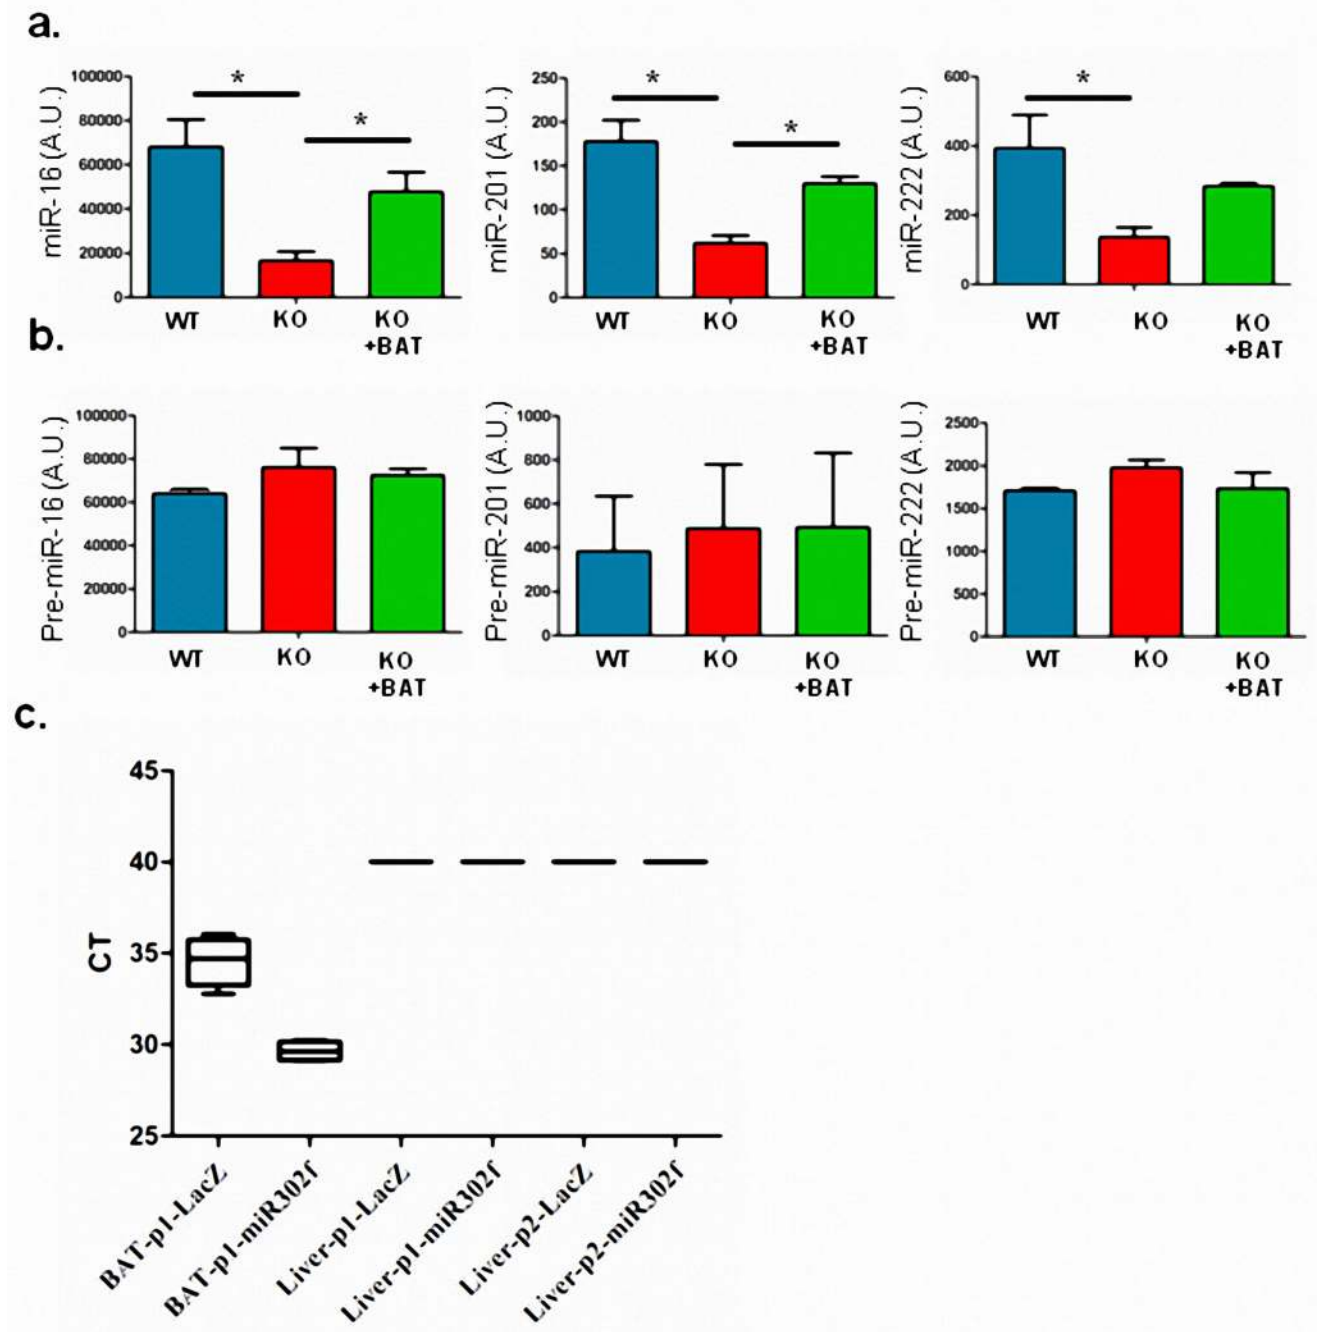 a.
miR-16 (A.U.)
100000
80000
60000
40000
20000
0
*
*
WT
KO
KO
+BAT
miR-201 (A.U.)
250
200
150
100
50
0
*
*
WT
KO
KO
+BAT
miR-222 (A.U.)
600
400
200
0
*
WT
KO
KO
+BAT
b.
Pre-miR-16 (A.U.)
100000
80000
60000
40000
20000
0
WT
KO
KO
+BAT
Pre-miR-201 (A.U.)
1000
800
600
400
200
0
WT
KO
KO
+BAT
Pre-miR-222 (A.U.)
2500
2000
1500
1000
500
0
WT
KO
KO
+BAT
c.
CT
45
40
35
30
25
BAT-p1-LacZ
BAT-p1-miR302f
Liver-p1-LacZ
Liver-p1-miR302f
Liver-p2-LacZ
Liver-p2-miR302f